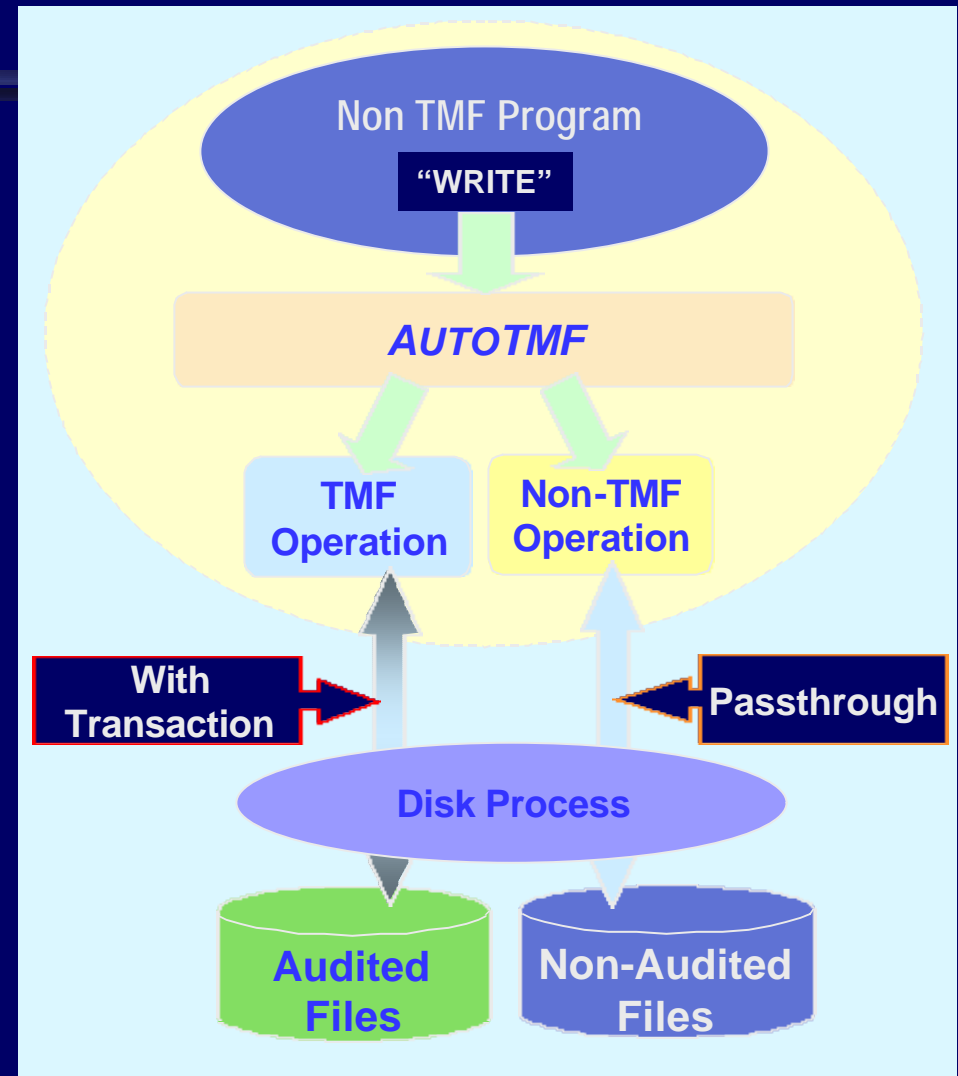 Non TMF Program
“WRITE”
AUTOTMF
TMF
Operation
Non-TMF
Operation
With
Transaction
Passthrough
Disk Process
Audited
Files
Non-Audited
Files